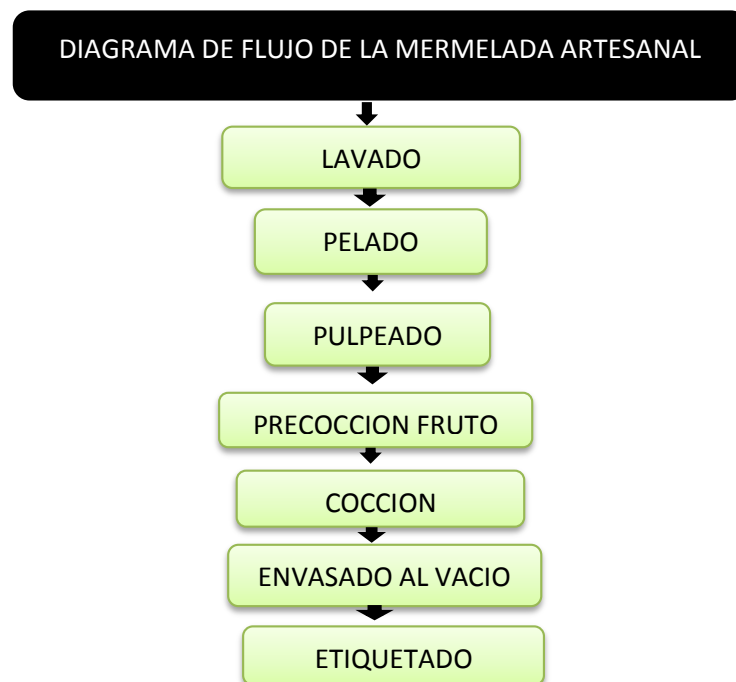 DIAGRAMA DE FLUJO DE LA MERMELADA ARTESANAL
LAVADO
PELADO
PULPEADO
PRECOCCION FRUTO
COCCION
ENVASADO AL VACIO
ETIQUETADO